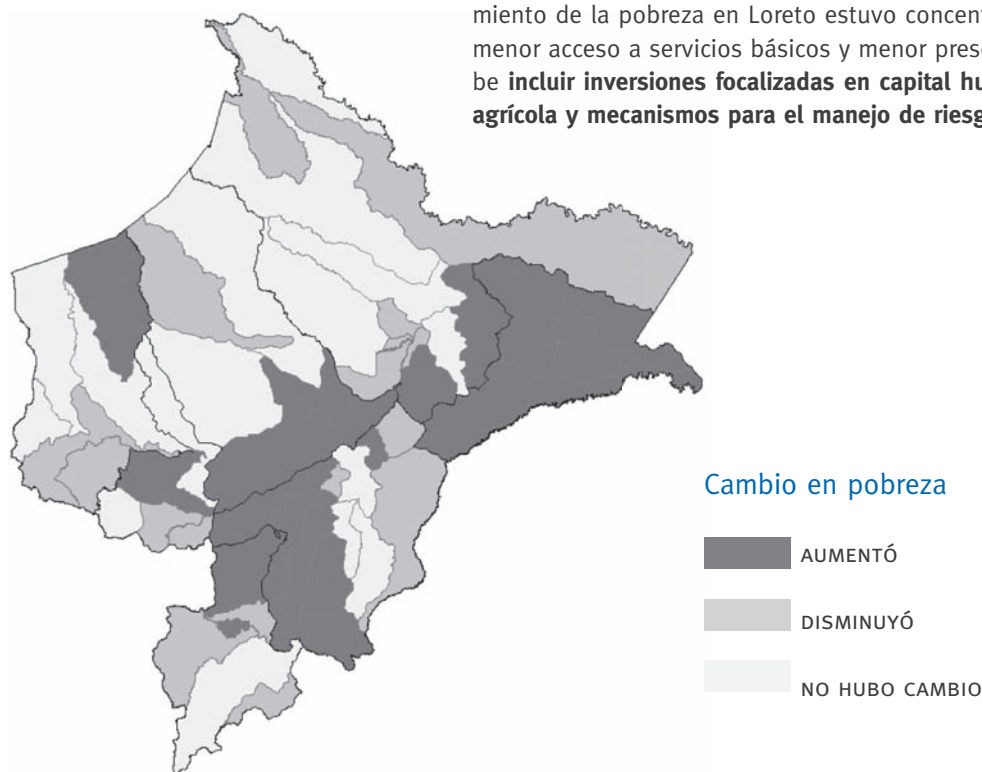 miento de la pobreza en Loreto estuvo concent
menor acceso a servicios básicos y menor prese
be incluir inversiones focalizadas en capital hu
agrícola y mecanismos para el manejo de riesg
Cambio en pobreza
AUMENTÓ
DISMINUYÓ
NO HUBO CAMBIO